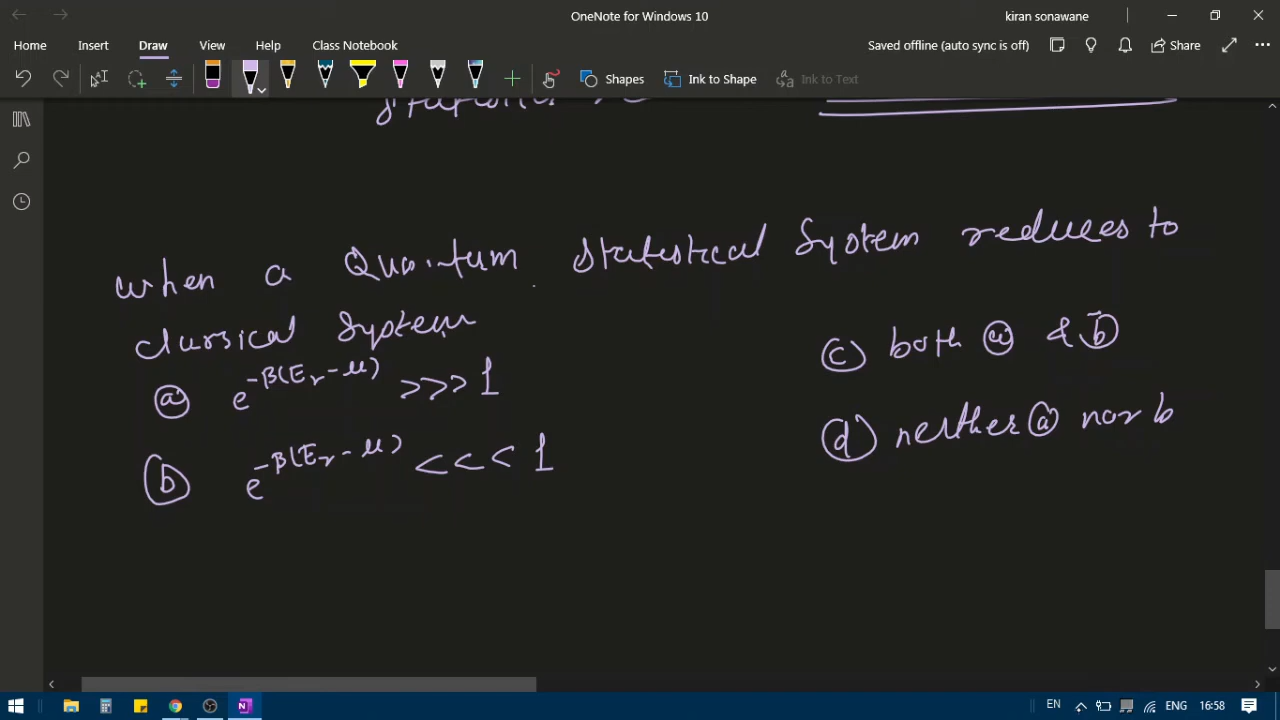 OneNote for Windows 10
kiran sonawane
Home Insert Draw View Help Class Notebook
Saved offline (auto sync is off)
Share
Shapes Ink to Shape Ink to Text
when a Quantum Statistical System reduces to
classical System
(a) e^{-β(E_r-μ)} >>> 1
(b) e^{-β(E_r-μ)} <<< 1
(c) both (a) & (b)
(d) neither (a) nor b
EN ENG 16:58